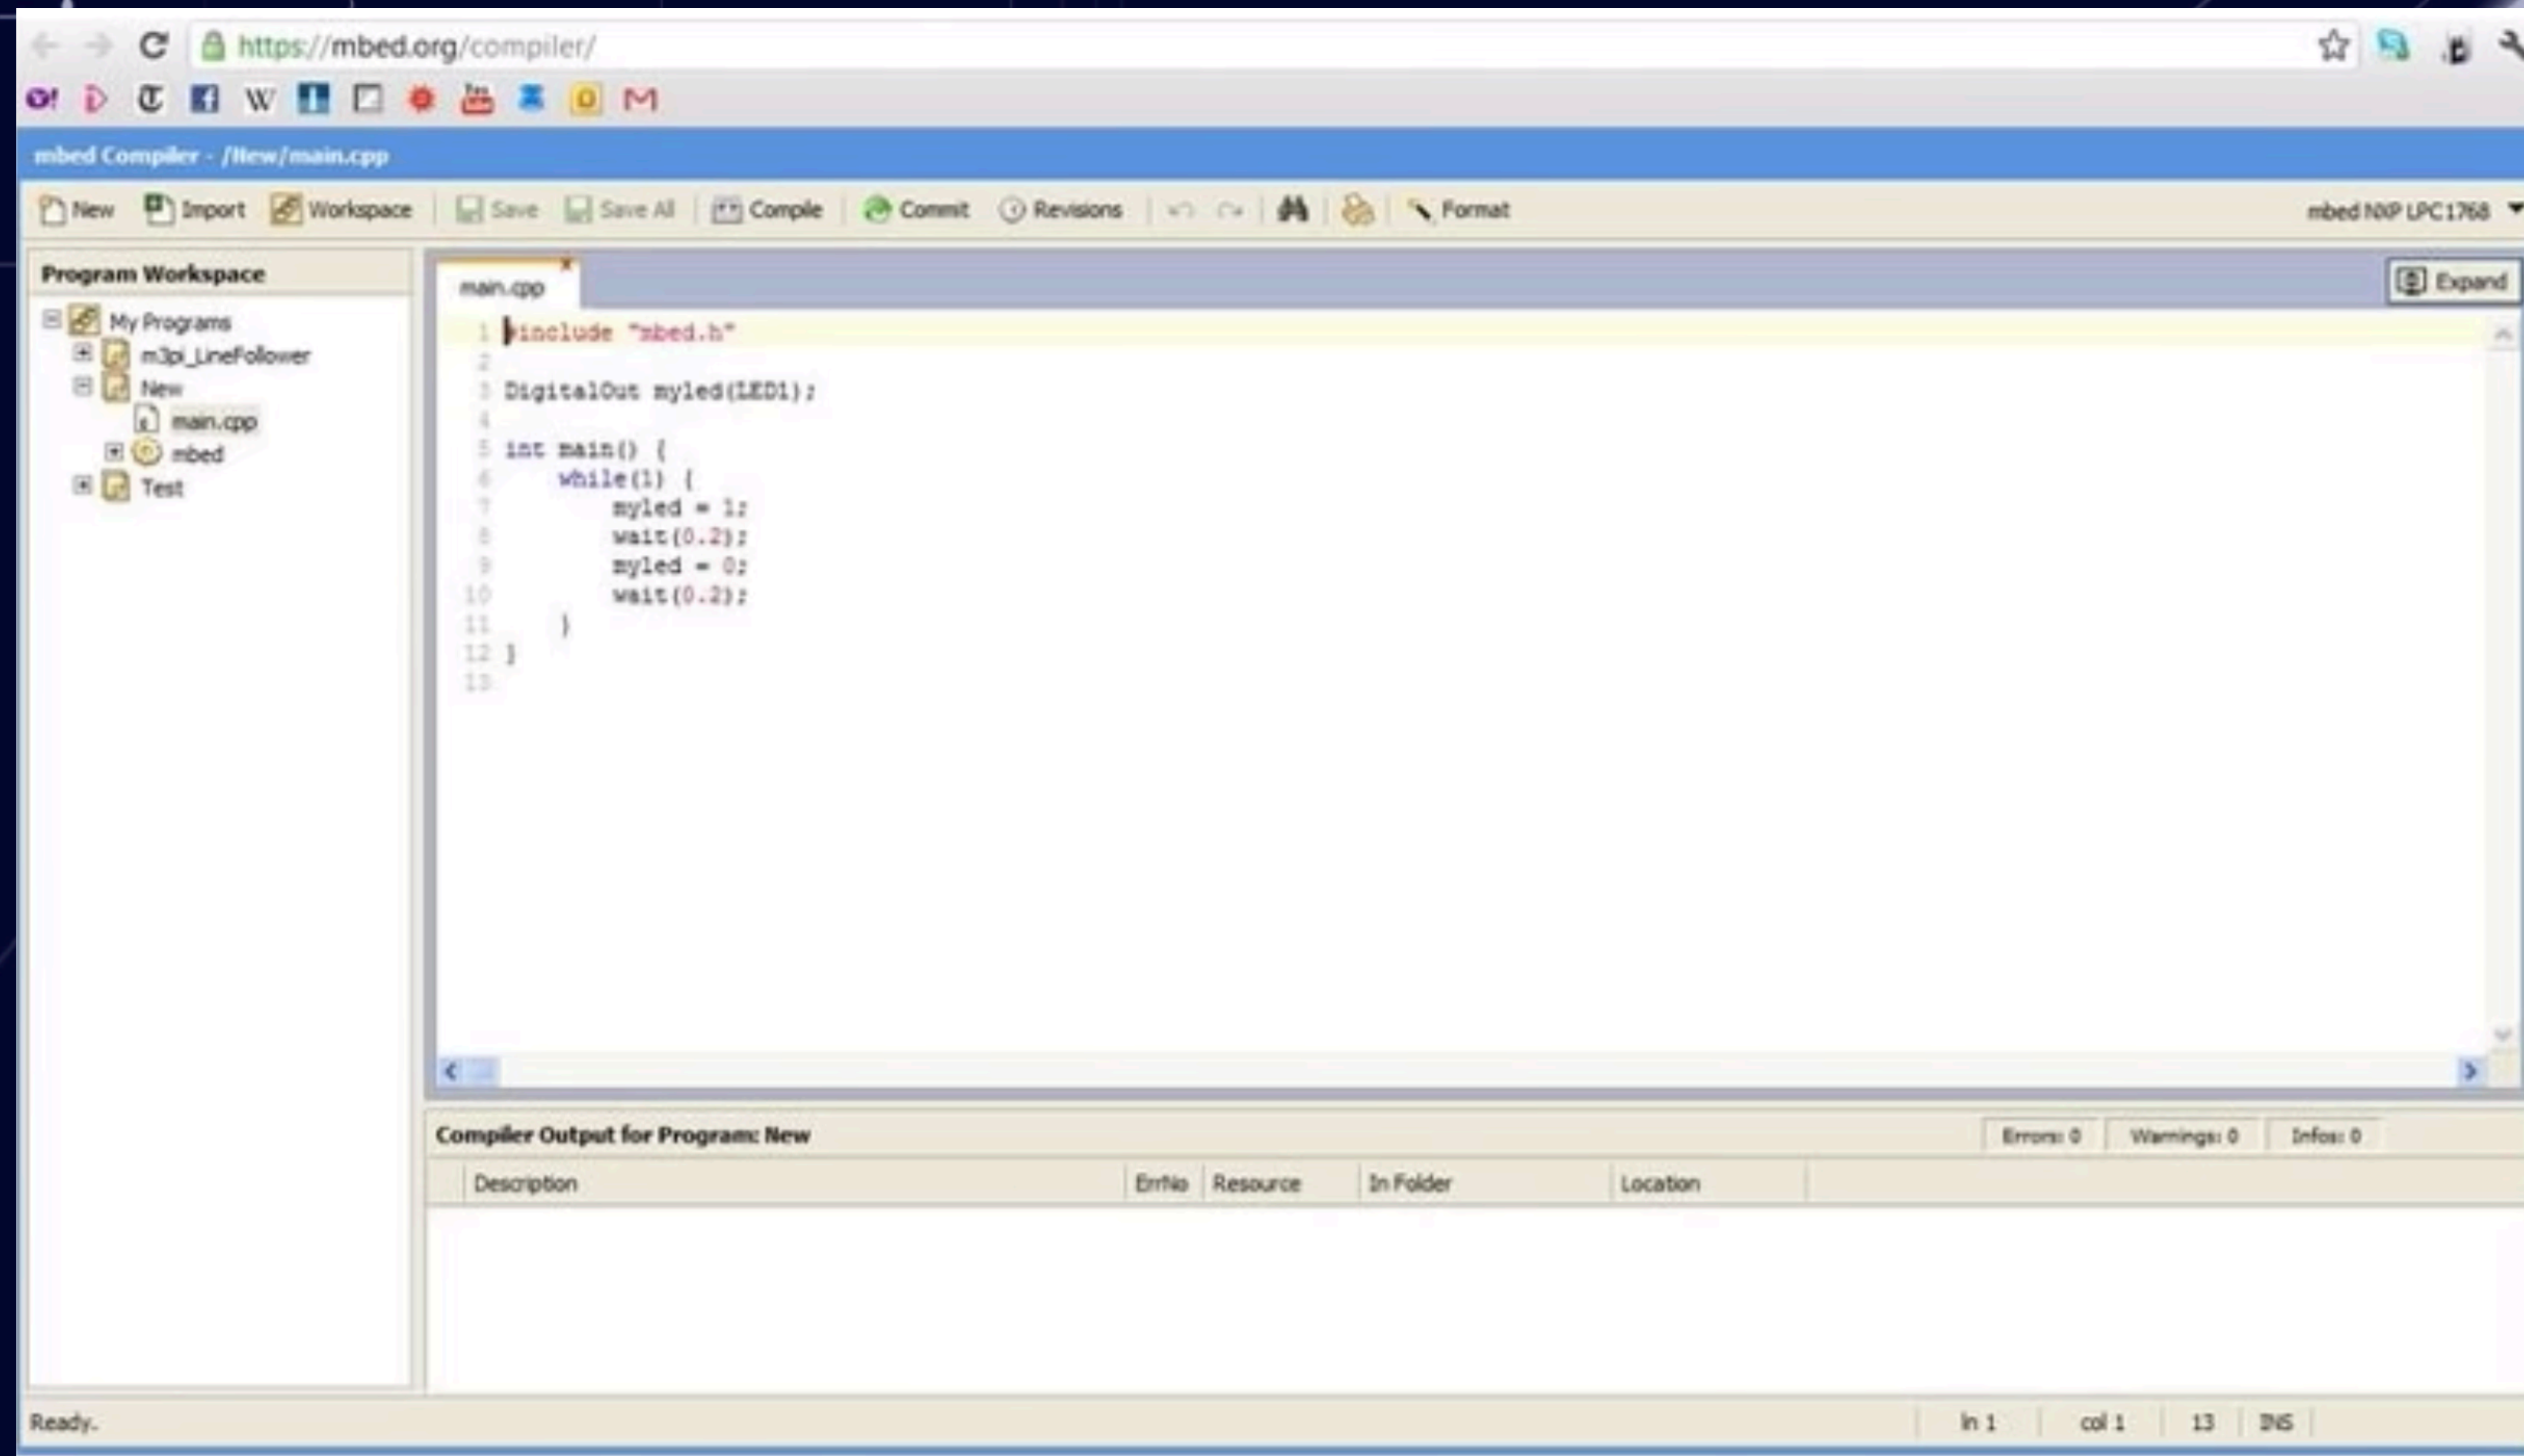 https://mbed.org/compiler/
mbed Compiler - /New/main.cpp
New Import Workspace Save Save All Compile Commit Revisions Format mbed NXP LPC1768
Program Workspace
My Programs
m3pi_LineFollower
New
main.cpp
mbed
Test
main.cpp
Expand
1 #include "mbed.h"
2
3 DigitalOut myled(LED1);
4
5 int main() {
6 while(1) {
7 myled = 1;
8 wait(0.2);
9 myled = 0;
10 wait(0.2);
11 }
12 }
13
Compiler Output for Program: New Errors: 0 Warnings: 0 Infos: 0
Description ErrNo Resource In Folder Location
Ready. ln 1 col 1 13 INS